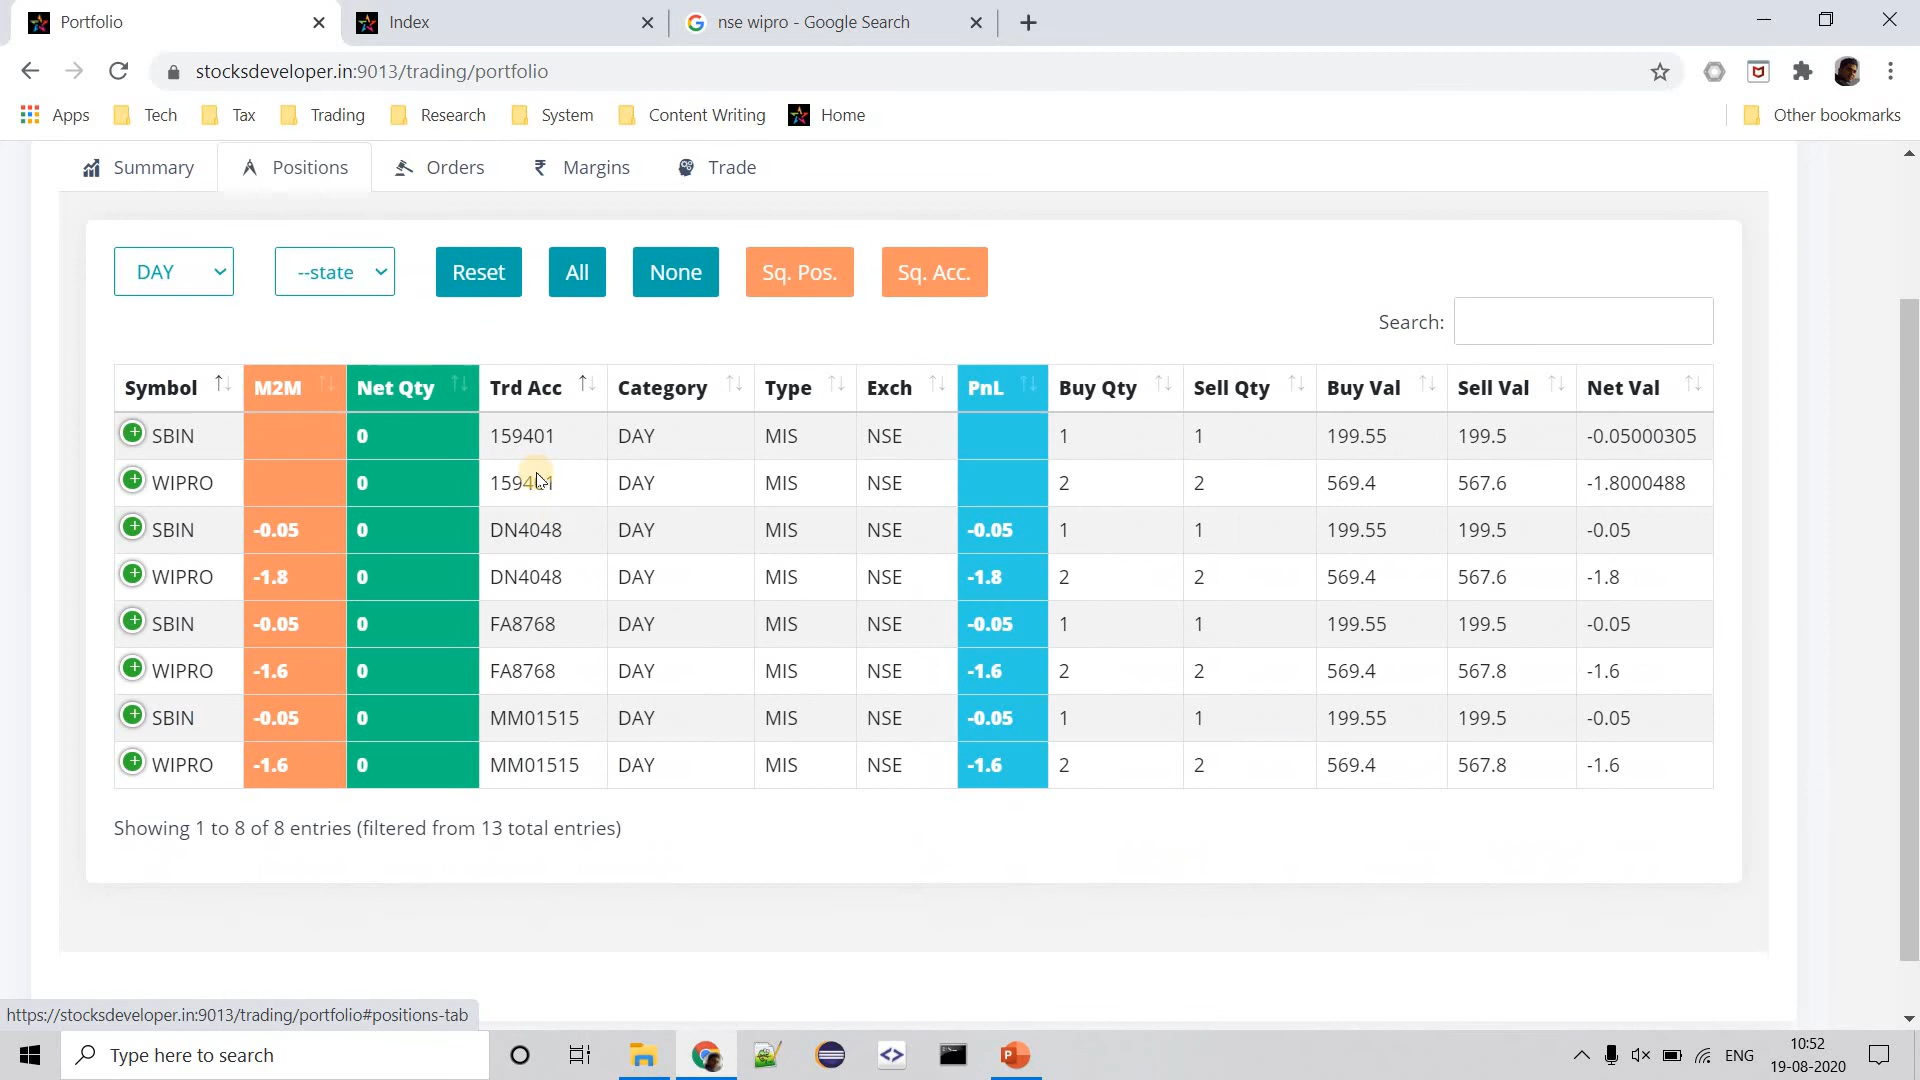 Portfolio
Index
nse wipro - Google Search
stocksdeveloper.in:9013/trading/portfolio
Apps Tech Tax Trading Research System Content Writing Home Other bookmarks
Summary Positions Orders ₹ Margins Trade
DAY --state Reset All None Sq. Pos. Sq. Acc.
Search:
Symbol M2M Net Qty Trd Acc Category Type Exch PnL Buy Qty Sell Qty Buy Val Sell Val Net Val
SBIN 0 159401 DAY MIS NSE 1 1 199.55 199.5 -0.05000305
WIPRO 0 159401 DAY MIS NSE 2 2 569.4 567.6 -1.8000488
SBIN -0.05 0 DN4048 DAY MIS NSE -0.05 1 1 199.55 199.5 -0.05
WIPRO -1.8 0 DN4048 DAY MIS NSE -1.8 2 2 569.4 567.6 -1.8
SBIN -0.05 0 FA8768 DAY MIS NSE -0.05 1 1 199.55 199.5 -0.05
WIPRO -1.6 0 FA8768 DAY MIS NSE -1.6 2 2 569.4 567.8 -1.6
SBIN -0.05 0 MM01515 DAY MIS NSE -0.05 1 1 199.55 199.5 -0.05
WIPRO -1.6 0 MM01515 DAY MIS NSE -1.6 2 2 569.4 567.8 -1.6
Showing 1 to 8 of 8 entries (filtered from 13 total entries)
https://stocksdeveloper.in:9013/trading/portfolio#positions-tab
Type here to search
ENG
10:52
19-08-2020